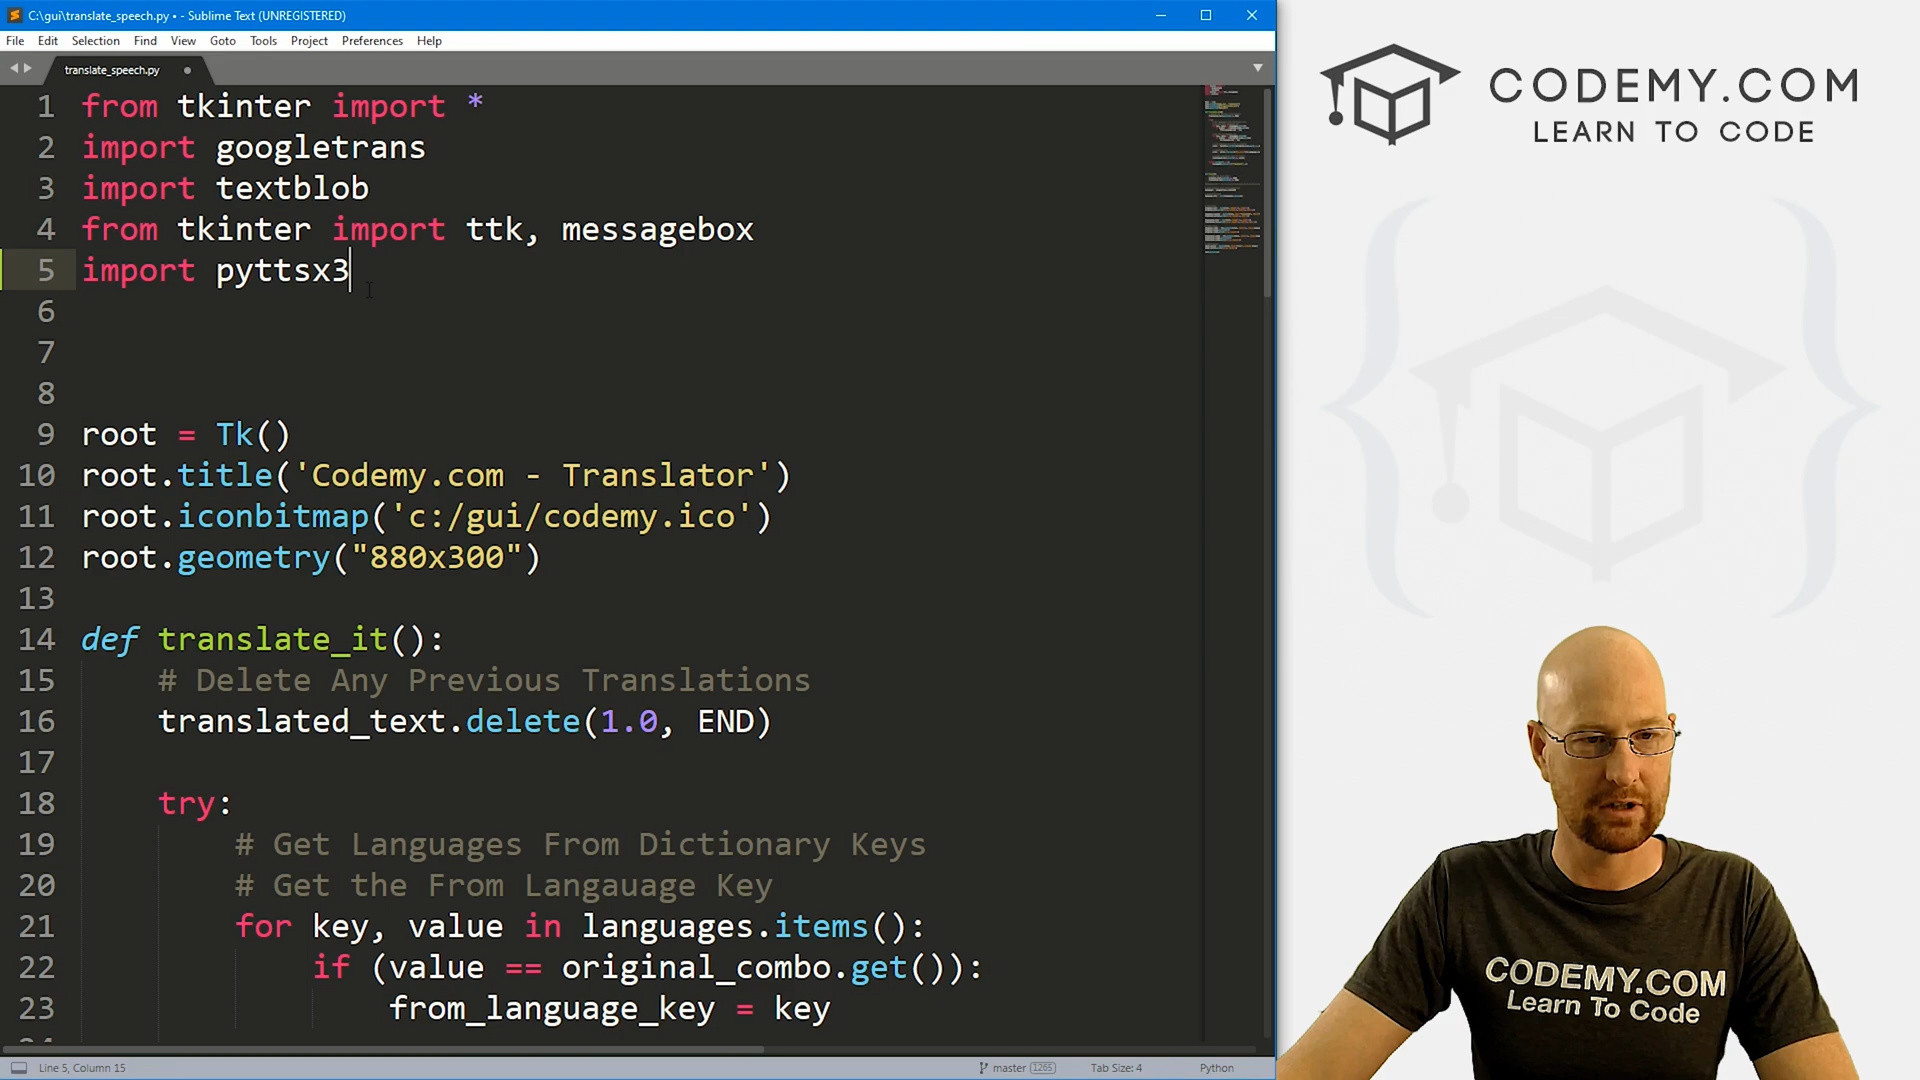 C:\gui\translate_speech.py • - Sublime Text (UNREGISTERED)
File Edit Selection Find View Goto Tools Project Preferences Help
translate_speech.py
1 from tkinter import *
2 import googletrans
3 import textblob
4 from tkinter import ttk, messagebox
5 import pyttsx3
6
7
8
9 root = Tk()
10 root.title('Codemy.com - Translator')
11 root.iconbitmap('c:/gui/codemy.ico')
12 root.geometry("880x300")
13
14 def translate_it():
15 # Delete Any Previous Translations
16 translated_text.delete(1.0, END)
17
18 try:
19 # Get Languages From Dictionary Keys
20 # Get the From Langauage Key
21 for key, value in languages.items():
22 if (value == original_combo.get()):
23 from_language_key = key
Line 5, Column 15
master 1265
Tab Size: 4
Python
CODEMY.COM
LEARN TO CODE
CODEMY.COM
Learn To Code